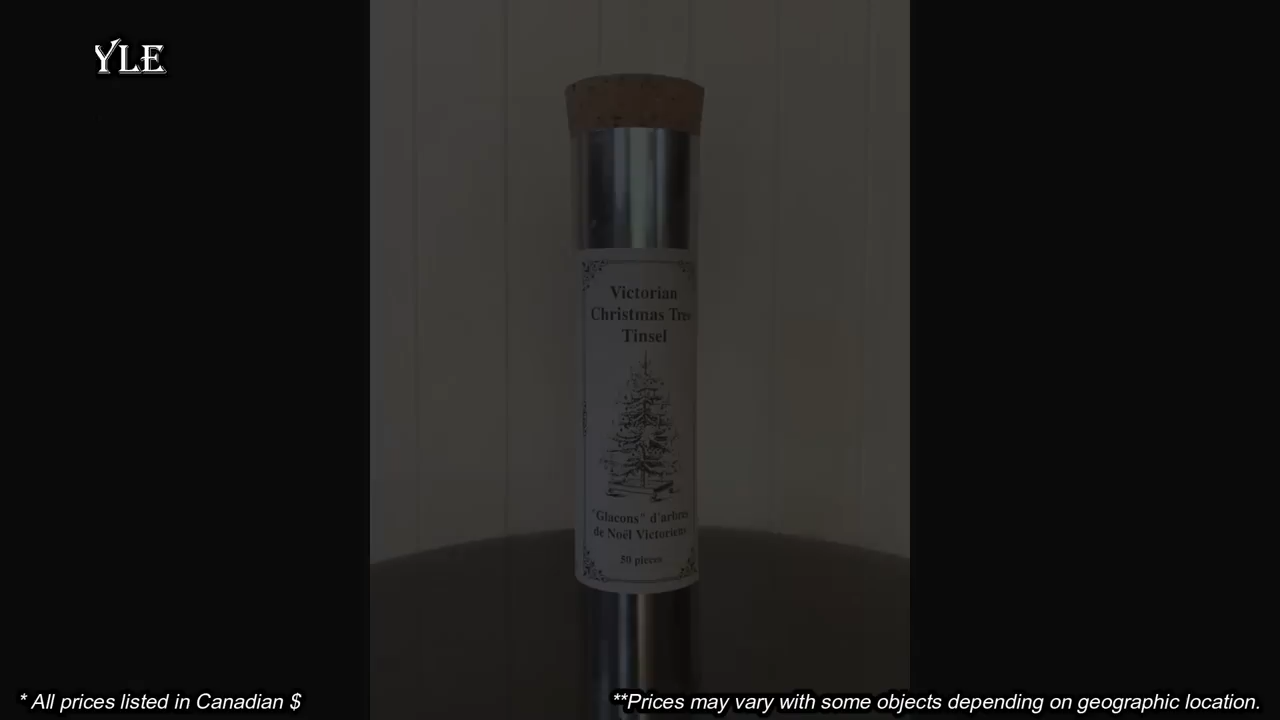 YLE
Victorian
Christmas Tree
Tinsel
"Glacons" d'arbres
de Noël Victoriens
50 pieces
* All prices listed in Canadian $
**Prices may vary with some objects depending on geographic location.